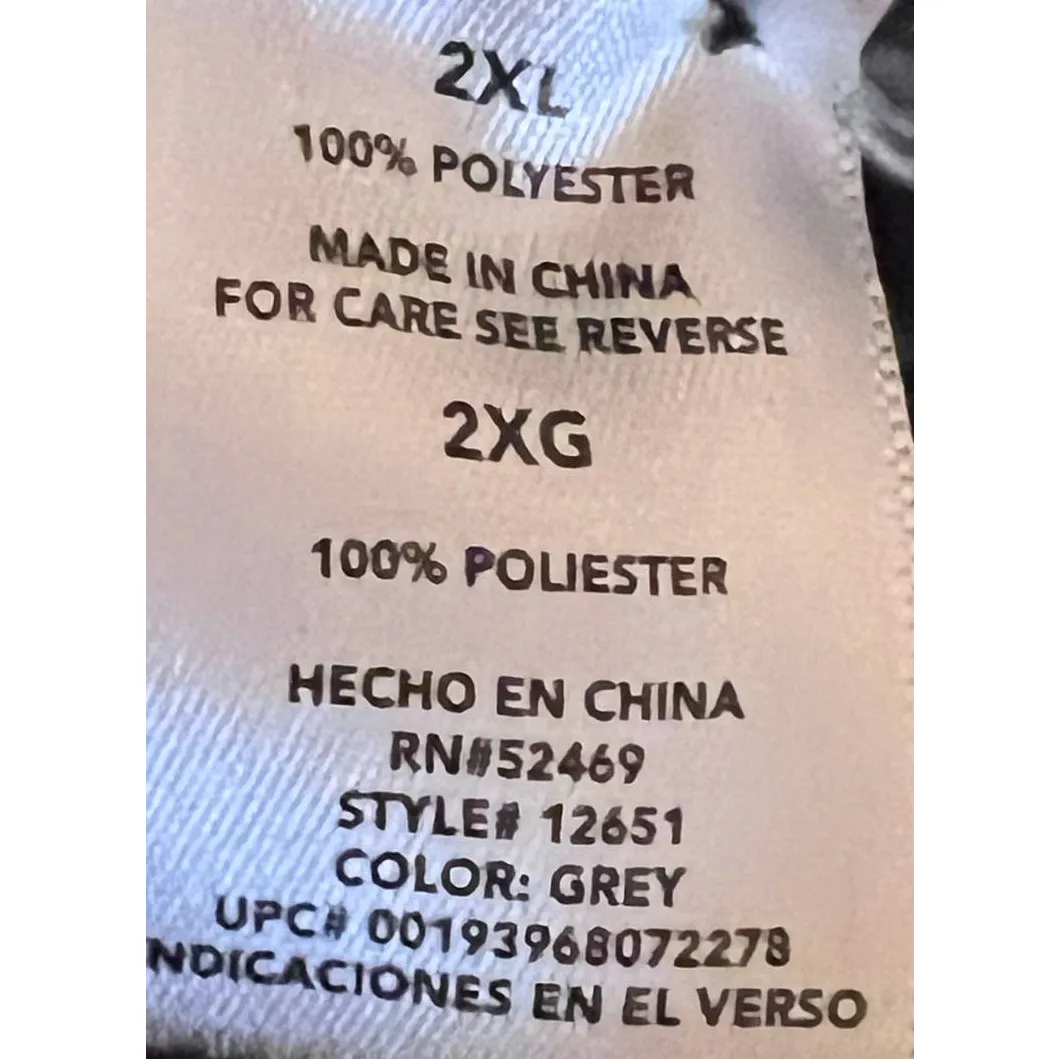 2XL
100% POLYESTER
MADE IN CHINA
FOR CARE SEE REVERSE
2XG
100% POLIESTER
HECHO EN CHINA
RN#52469
STYLE# 12651
COLOR: GREY
UPC# 00193968072278
NDICACIONES EN EL VERSO